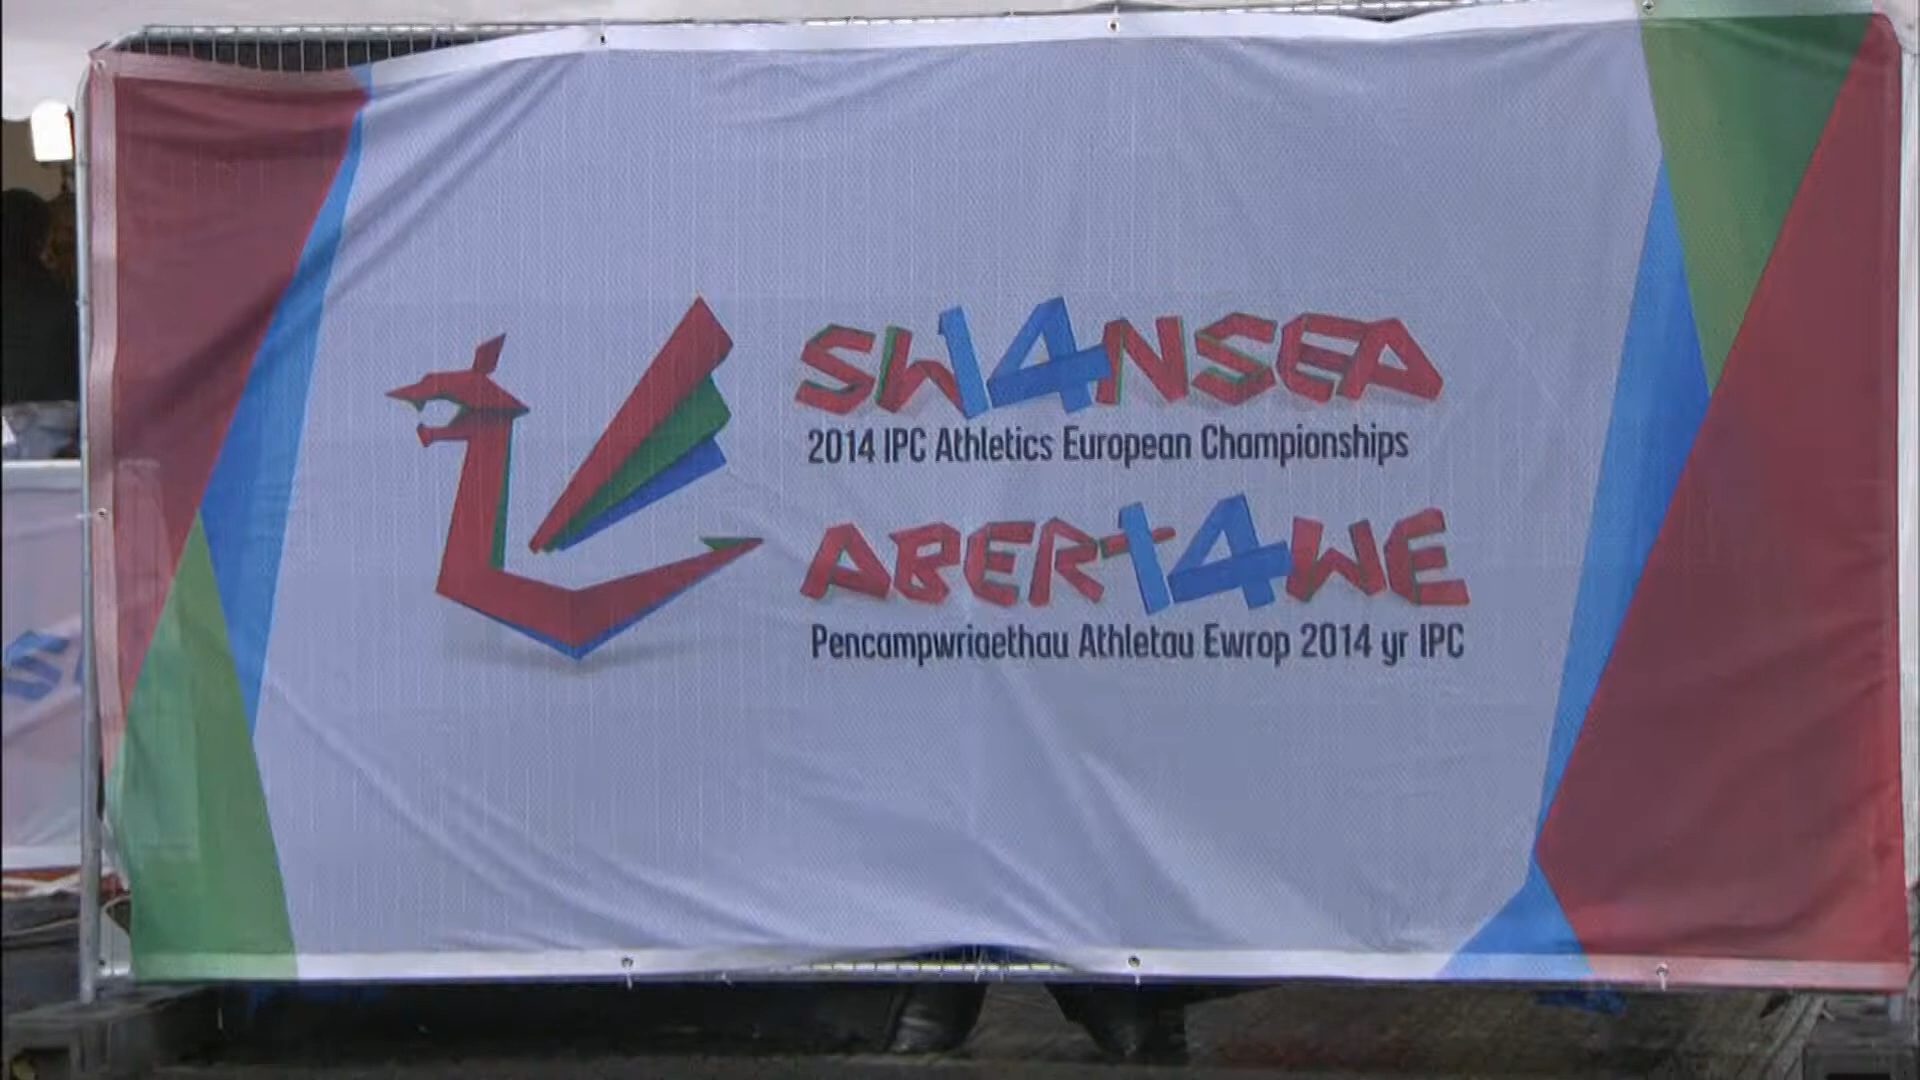 SW14NSEA
2014 IPC Athletics European Championships
ABERT14WE
Pencampwriaethau Athletau Ewrop 2014 yr IPC